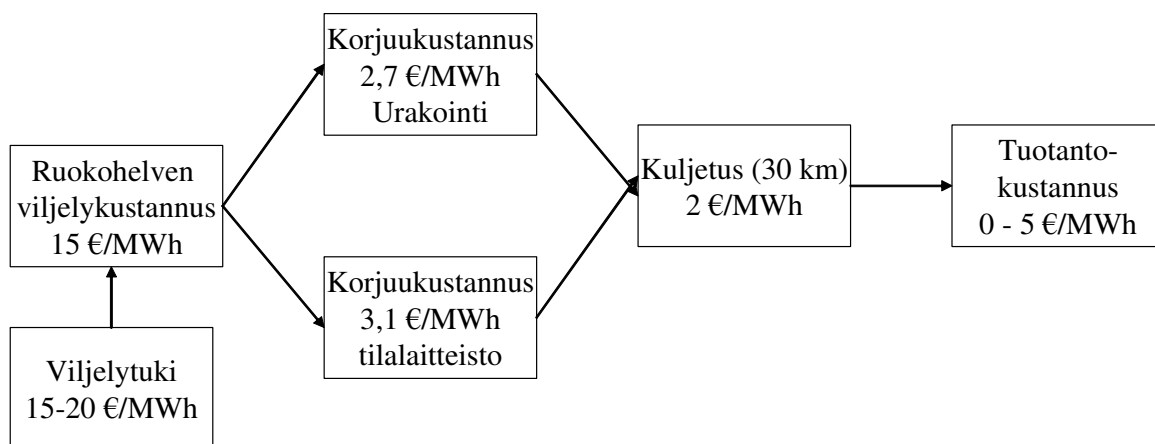 Ruokohelven
viljelykustannus
15 €/MWh
Viljelytuki
15-20 €/MWh
Korjuukustannus
2,7 €/MWh
Urakointi
Korjuukustannus
3,1 €/MWh
tilalaitteisto
Kuljetus (30 km)
2 €/MWh
Tuotanto-
kustannus
0 - 5 €/MWh